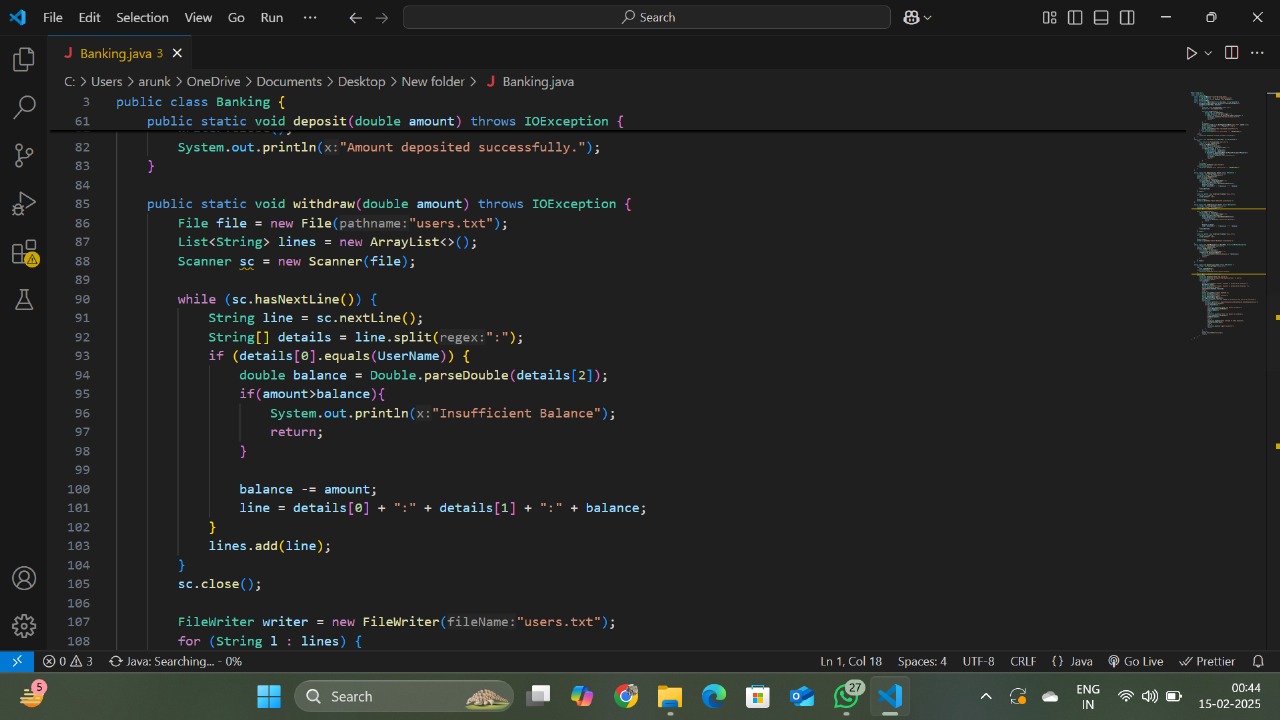 File Edit Selection View Go Run ··· Search
J Banking.java 3
C: > Users > arunk > OneDrive > Documents > Desktop > New folder > J Banking.java
3 public class Banking {
61 public static void deposit(double amount) throws IOException {
82 System.out.println(x:"Amount deposited successfully.");
83 }
84
85 public static void withdraw(double amount) throws IOException {
86 File file = new File(pathname:"users.txt");
87 List<String> lines = new ArrayList<>();
88 Scanner sc = new Scanner(file);
89
90 while (sc.hasNextLine()) {
91 String line = sc.nextLine();
92 String[] details = line.split(regex:":");
93 if (details[0].equals(UserName)) {
94 double balance = Double.parseDouble(details[2]);
95 if(amount>balance){
96 System.out.println(x:"Insufficient Balance");
97 return;
98 }
99
100 balance -= amount;
101 line = details[0] + ":" + details[1] + ":" + balance;
102 }
103 lines.add(line);
104 }
105 sc.close();
106
107 FileWriter writer = new FileWriter(fileName:"users.txt");
108 for (String l : lines) {
0 3 Java: Searching... - 0% Ln 1, Col 18 Spaces: 4 UTF-8 CRLF {} Java Go Live Prettier
5 Search 27 ENG IN 00:44 15-02-2025